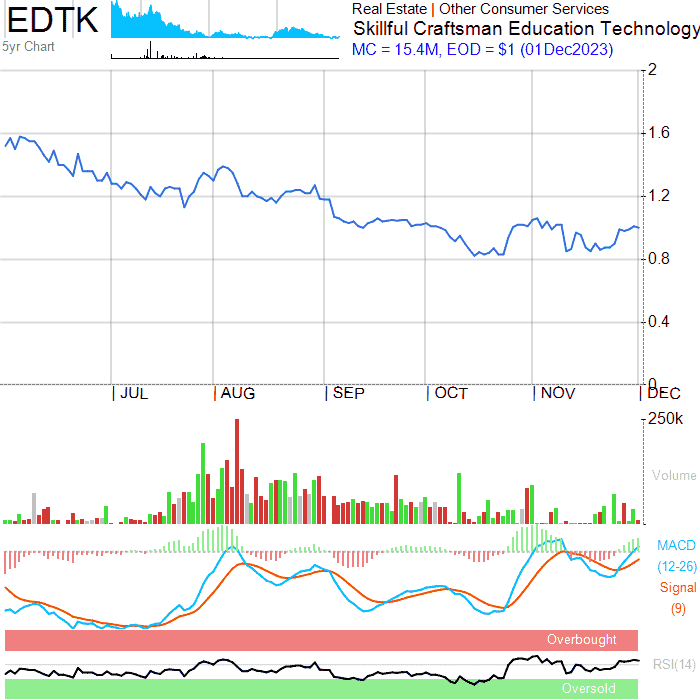 EDTK
5yr Chart
Real Estate | Other Consumer Services
Skillful Craftsman Education Technology
MC = 15.4M, EOD = $1 (01Dec2023)
2
1.6
1.2
0.8
0.4
0
JUL AUG SEP OCT NOV DEC
250k
Volume
MACD
(12-26)
Signal
(9)
Overbought
RSI(14)
Oversold